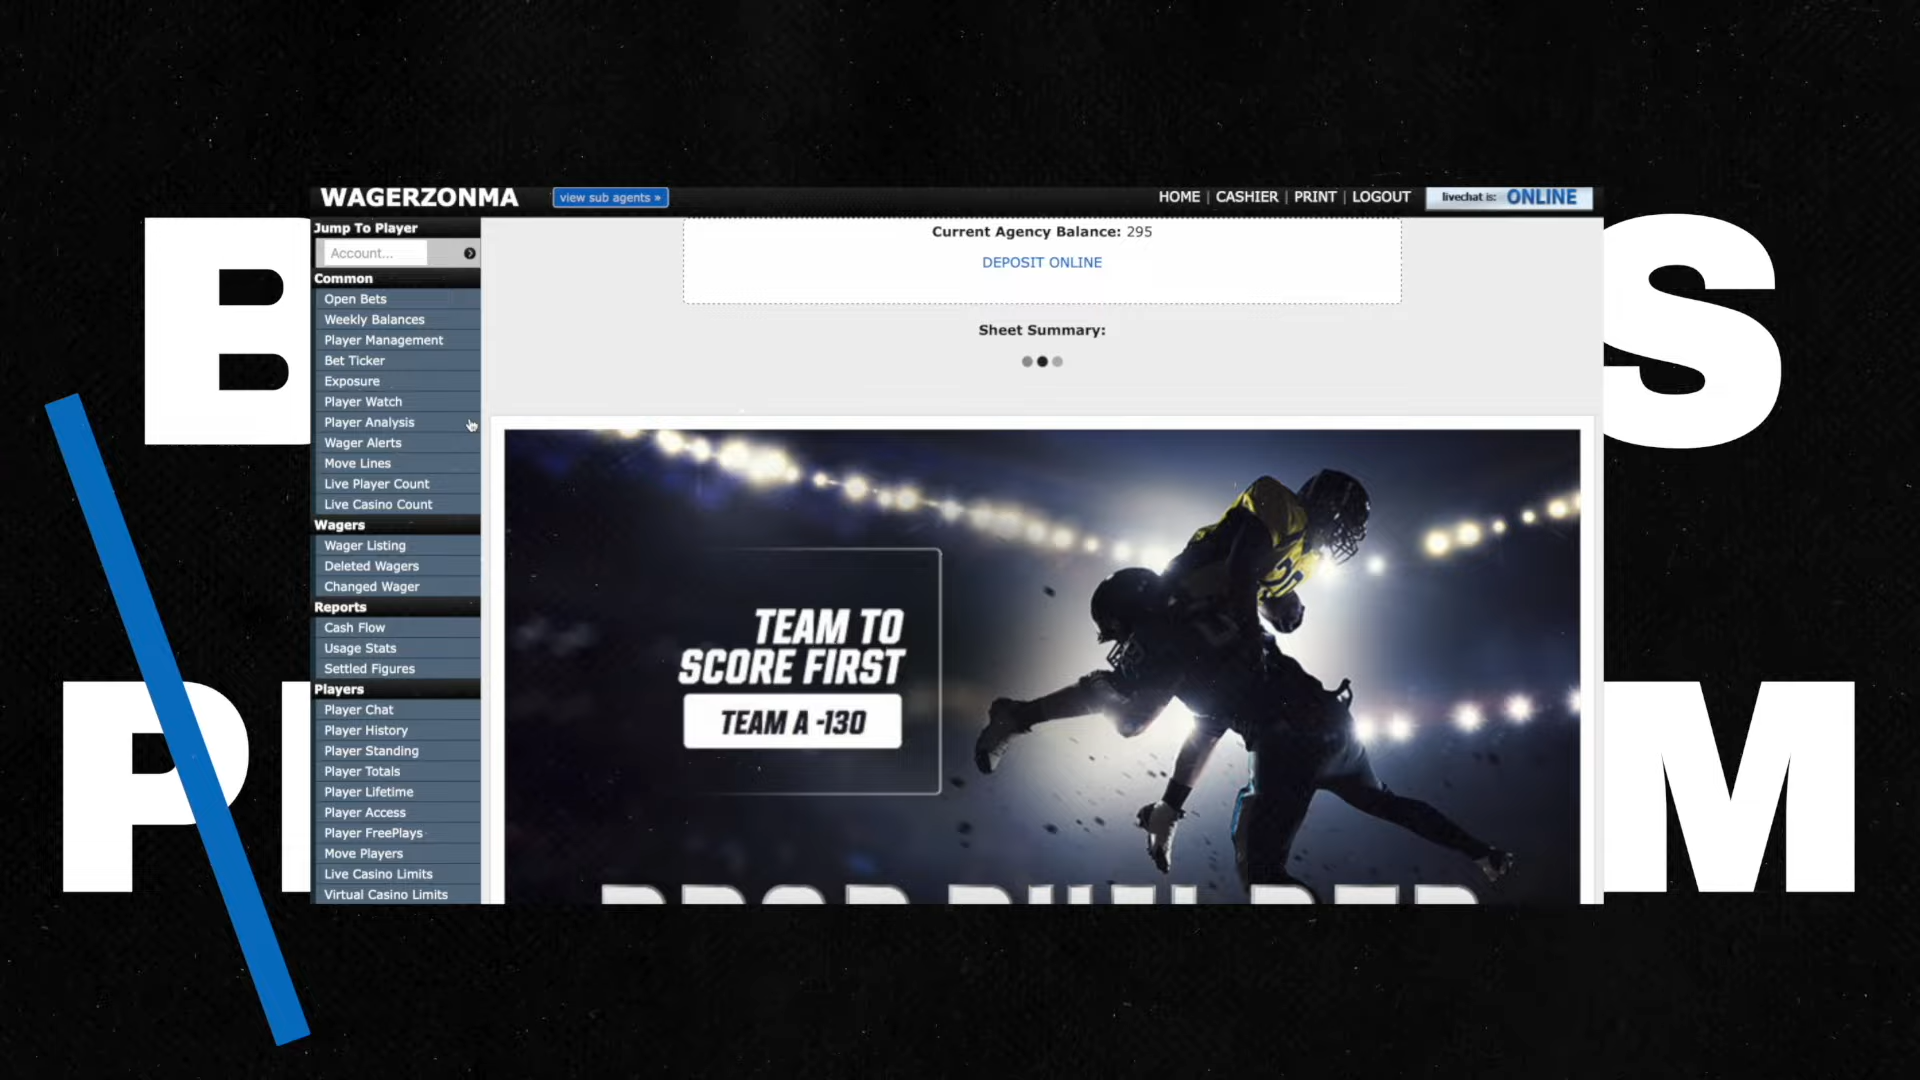 WAGERZONMA
view sub agents »
HOME | CASHIER | PRINT | LOGOUT
livechat is: ONLINE
Jump To Player
Account...
Common
Open Bets
Weekly Balances
Player Management
Bet Ticker
Exposure
Player Watch
Player Analysis
Wager Alerts
Move Lines
Live Player Count
Live Casino Count
Wagers
Wager Listing
Deleted Wagers
Changed Wager
Reports
Cash Flow
Usage Stats
Settled Figures
Players
Player Chat
Player History
Player Standing
Player Totals
Player Lifetime
Player Access
Player FreePlays
Move Players
Live Casino Limits
Virtual Casino Limits
Current Agency Balance: 295
DEPOSIT ONLINE
Sheet Summary:
TEAM TO
SCORE FIRST
TEAM A -130
PROP BUILDER